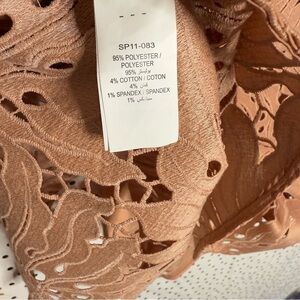 SP11-083
95% POLYESTER /
POLYESTER
بوليستر 95%
4% COTTON / COTON
قطن 4%
1% SPANDEX / SPANDEX
سباندكس 1%